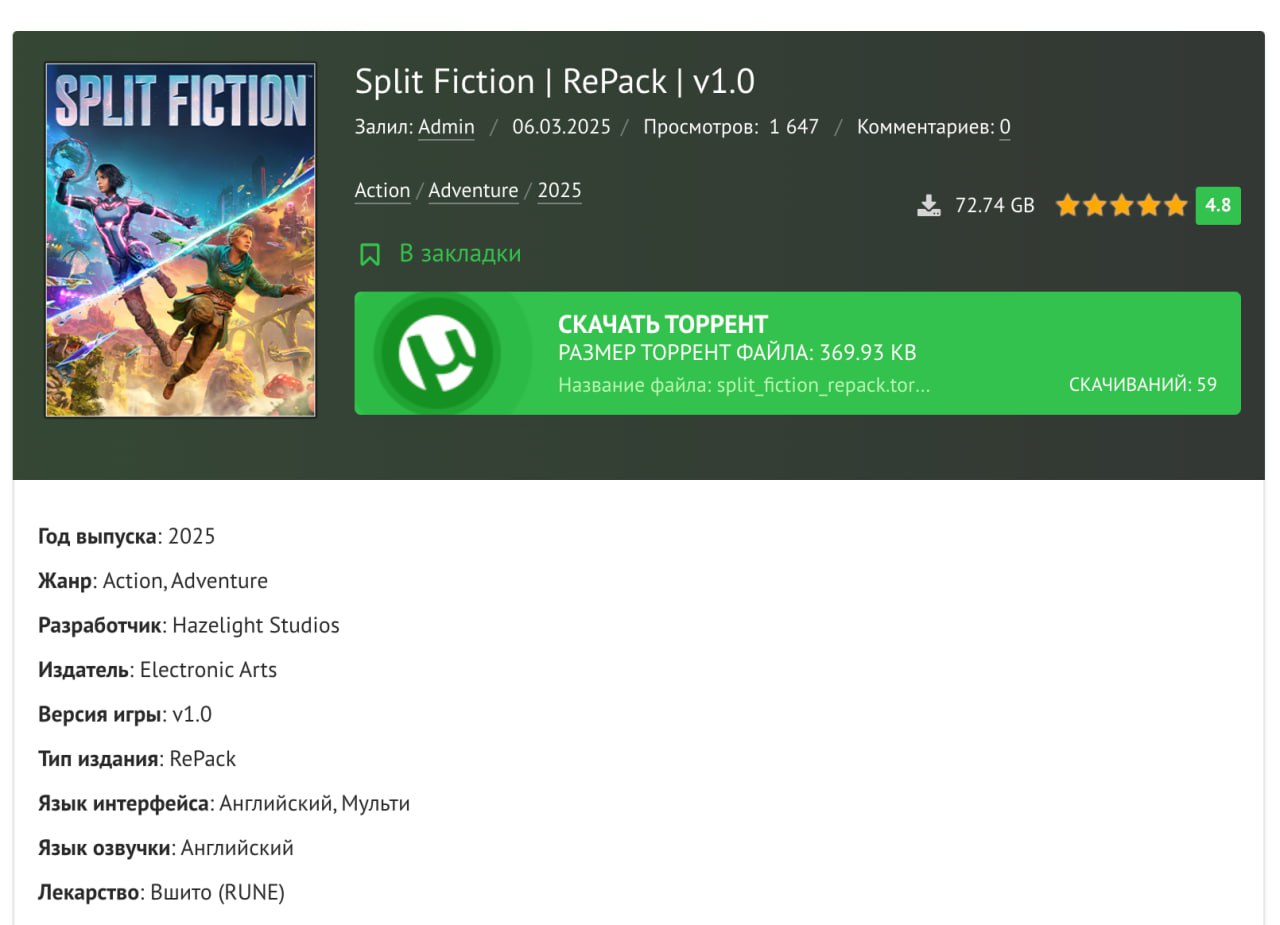 SPLIT FICTION
Split Fiction | RePack | v1.0
Залил: Admin / 06.03.2025 / Просмотров: 1 647 / Комментариев: 0
Action / Adventure / 2025
72.74 GB 4.8
В закладки
СКАЧАТЬ ТОРРЕНТ
РАЗМЕР ТОРРЕНТ ФАЙЛА: 369.93 KB
Название файла: split_fiction_repack.tor... СКАЧИВАНИЙ: 59
Год выпуска: 2025
Жанр: Action, Adventure
Разработчик: Hazelight Studios
Издатель: Electronic Arts
Версия игры: v1.0
Тип издания: RePack
Язык интерфейса: Английский, Мульти
Язык озвучки: Английский
Лекарство: Вшито (RUNE)